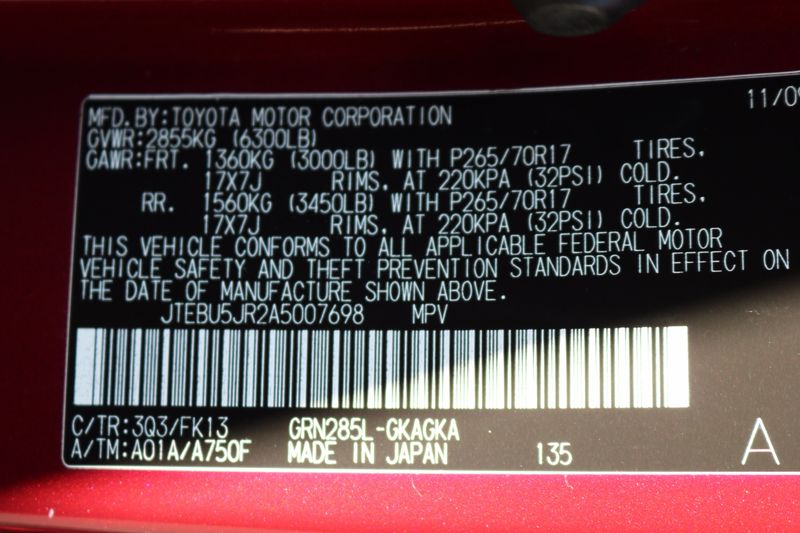 11/09
MFD.BY:TOYOTA MOTOR CORPORATION
GVWR:2855KG (6300LB)
GAWR:FRT. 1360KG (3000LB) WITH P265/70R17 TIRES,
17X7J RIMS, AT 220KPA (32PSI) COLD.
RR. 1560KG (3450LB) WITH P265/70R17 TIRES,
17X7J RIMS, AT 220KPA (32PSI) COLD.
THIS VEHICLE CONFORMS TO ALL APPLICABLE FEDERAL MOTOR
VEHICLE SAFETY AND THEFT PREVENTION STANDARDS IN EFFECT ON
THE DATE OF MANUFACTURE SHOWN ABOVE.
JTEBU5JR2A5007698 MPV
C/TR:3Q3/FK13 GRN285L-GKAGKA
A/TM:A01A/A750F MADE IN JAPAN 135 A